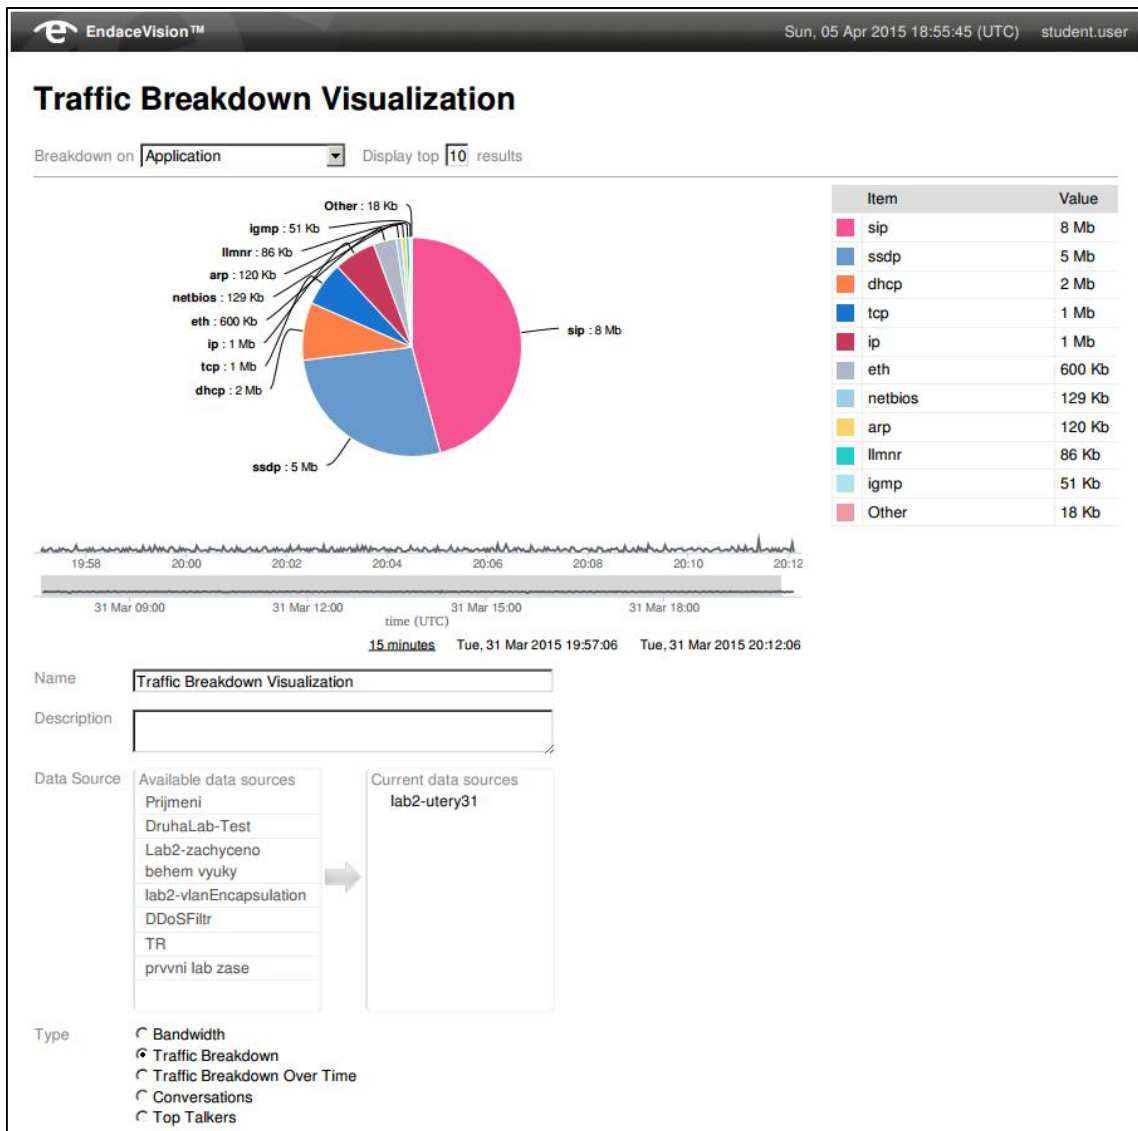 EndaceVision™
Sun, 05 Apr 2015 18:55:45 (UTC) student.user
Traffic Breakdown Visualization
Breakdown on Application Display top 10 results
Other : 18 Kb
igmp : 51 Kb
llmnr : 86 Kb
arp : 120 Kb
netbios : 129 Kb
eth : 600 Kb
ip : 1 Mb
tcp : 1 Mb
dhcp : 2 Mb
ssdp : 5 Mb
sip : 8 Mb
Item Value
sip 8 Mb
ssdp 5 Mb
dhcp 2 Mb
tcp 1 Mb
ip 1 Mb
eth 600 Kb
netbios 129 Kb
arp 120 Kb
llmnr 86 Kb
igmp 51 Kb
Other 18 Kb
19:58 20:00 20:02 20:04 20:06 20:08 20:10 20:12
31 Mar 09:00 31 Mar 12:00 31 Mar 15:00 31 Mar 18:00
time (UTC)
15 minutes Tue, 31 Mar 2015 19:57:06 Tue, 31 Mar 2015 20:12:06
Name Traffic Breakdown Visualization
Description
Data Source
Available data sources
Prijmeni
DruhaLab-Test
Lab2-zachyceno
behem vyuky
lab2-vlanEncapsulation
DDoSFiltr
TR
prvvni lab zase
Current data sources
lab2-utery31
Type
Bandwidth
Traffic Breakdown
Traffic Breakdown Over Time
Conversations
Top Talkers